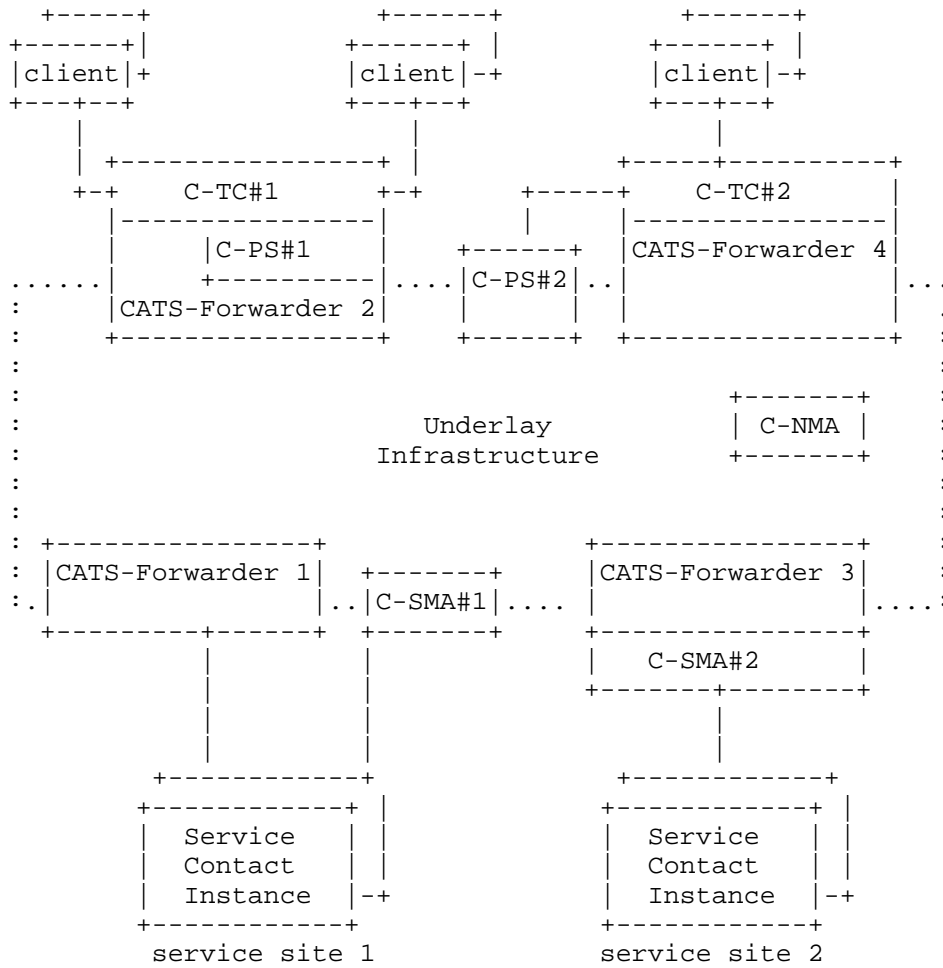 client client client
C-TC#1 C-TC#2
C-PS#1 CATS-Forwarder 4
C-PS#2
CATS-Forwarder 2
C-NMA
Underlay
Infrastructure
CATS-Forwarder 1 CATS-Forwarder 3
C-SMA#1
C-SMA#2
Service Service
Contact Contact
Instance Instance
service site 1 service site 2